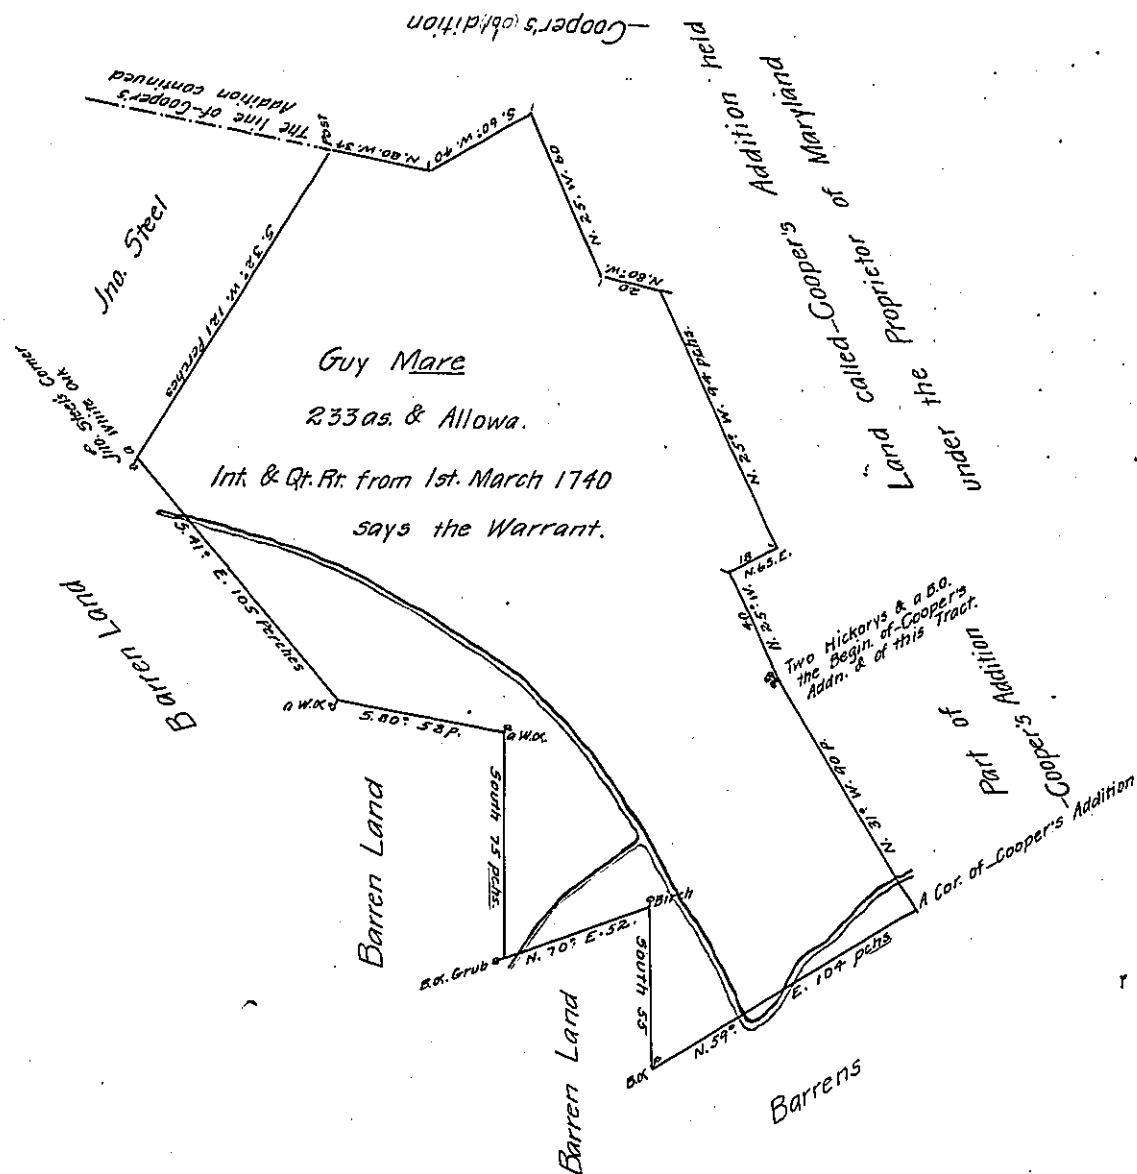 Cooper's Addition
The line of Cooper's
Addition continued
Post
N. 80. W. 37
S. 60° W. 40
N. 25. W. 60
N. 80° W.
20
Land called Cooper's Addition held
under the Proprietor of Maryland
Jno. Steel
S. 32° W. 121 Perches
Jno. Steel's Corner
a White Oak
Guy Mare
233 as. & Allowa.
Int. & Qt. Rt. from 1st. March 1740
says the Warrant.
N. 25° W. 94 pchs.
18
N. 65. E.
N. 25° W.
40
Two Hickorys & a B.O.
the Begin. of Cooper's
Addn. & of this Tract.
Part of
Cooper's Addition
N. 31° W. 90 P.
A Cor. of Cooper's Addition
S. 41° E. 105 Perches
Barren Land
a W.O.
S. 80° 58 P.
a W.O.
South 75 pchs.
Barren Land
B.O. Grub
N. 70° E. 52.
Birch
South 55
Barren Land
B.O.
N. 59° E. 104 pchs
Barrens